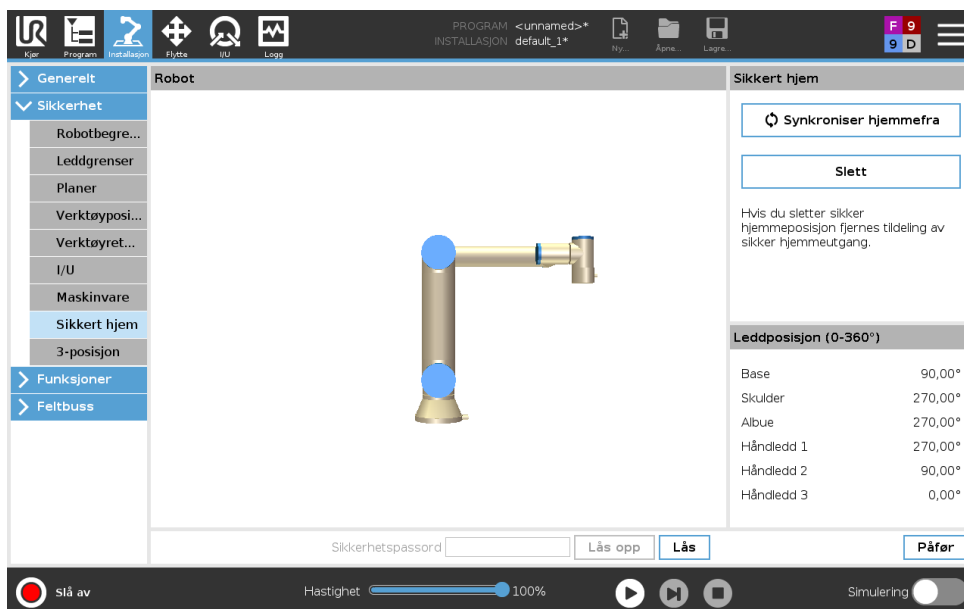 UR
PROGRAM <unnamed>*
INSTALLASJON default_1*
Kjør
Program
Installasjon
Flytte
I/U
Logg
Ny...
Åpne...
Lagre...
F 9
9 D
Generelt
Sikkerhet
Robotbegre...
Leddgrenser
Planer
Verktøyposi...
Verktøyret...
I/U
Maskinvare
Sikkert hjem
3-posisjon
Funksjoner
Feltbuss
Robot
Sikkert hjem
Synkroniser hjemmefra
Slett
Hvis du sletter sikker
hjemmeposisjon fjernes tildeling av
sikker hjemmeutgang.
Leddposisjon (0-360°)
Base 90,00°
Skulder 270,00°
Albue 270,00°
Håndledd 1 270,00°
Håndledd 2 90,00°
Håndledd 3 0,00°
Sikkerhetspassord
Lås opp
Lås
Påfør
Slå av
Hastighet
100%
Simulering